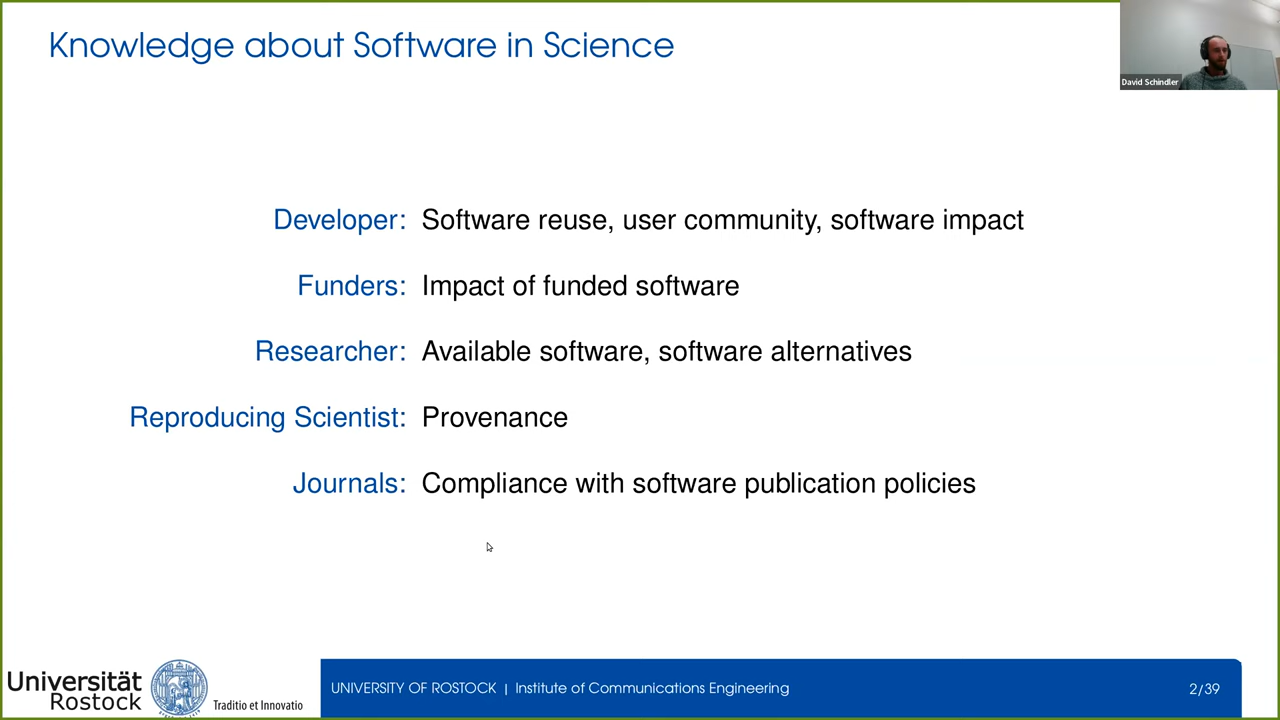 Knowledge about Software in Science
David Schindler
Developer: Software reuse, user community, software impact
Funders: Impact of funded software
Researcher: Available software, software alternatives
Reproducing Scientist: Provenance
Journals: Compliance with software publication policies
Universität
Rostock
Traditio et Innovatio
UNIVERSITY OF ROSTOCK | Institute of Communications Engineering
2/39